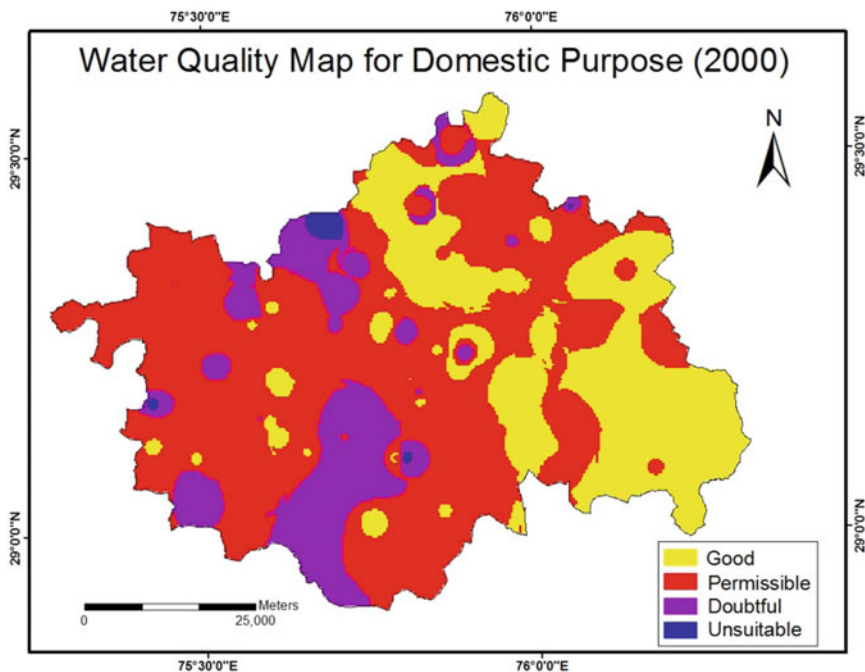 75°30'0"E 76°0'0"E
Water Quality Map for Domestic Purpose (2000)
N
29°30'0"N 29°30'0"N
29°0'0"N 29°0'0"N
Good
Permissible
Doubtful
Unsuitable
Meters
0 25,000
75°30'0"E 76°0'0"E